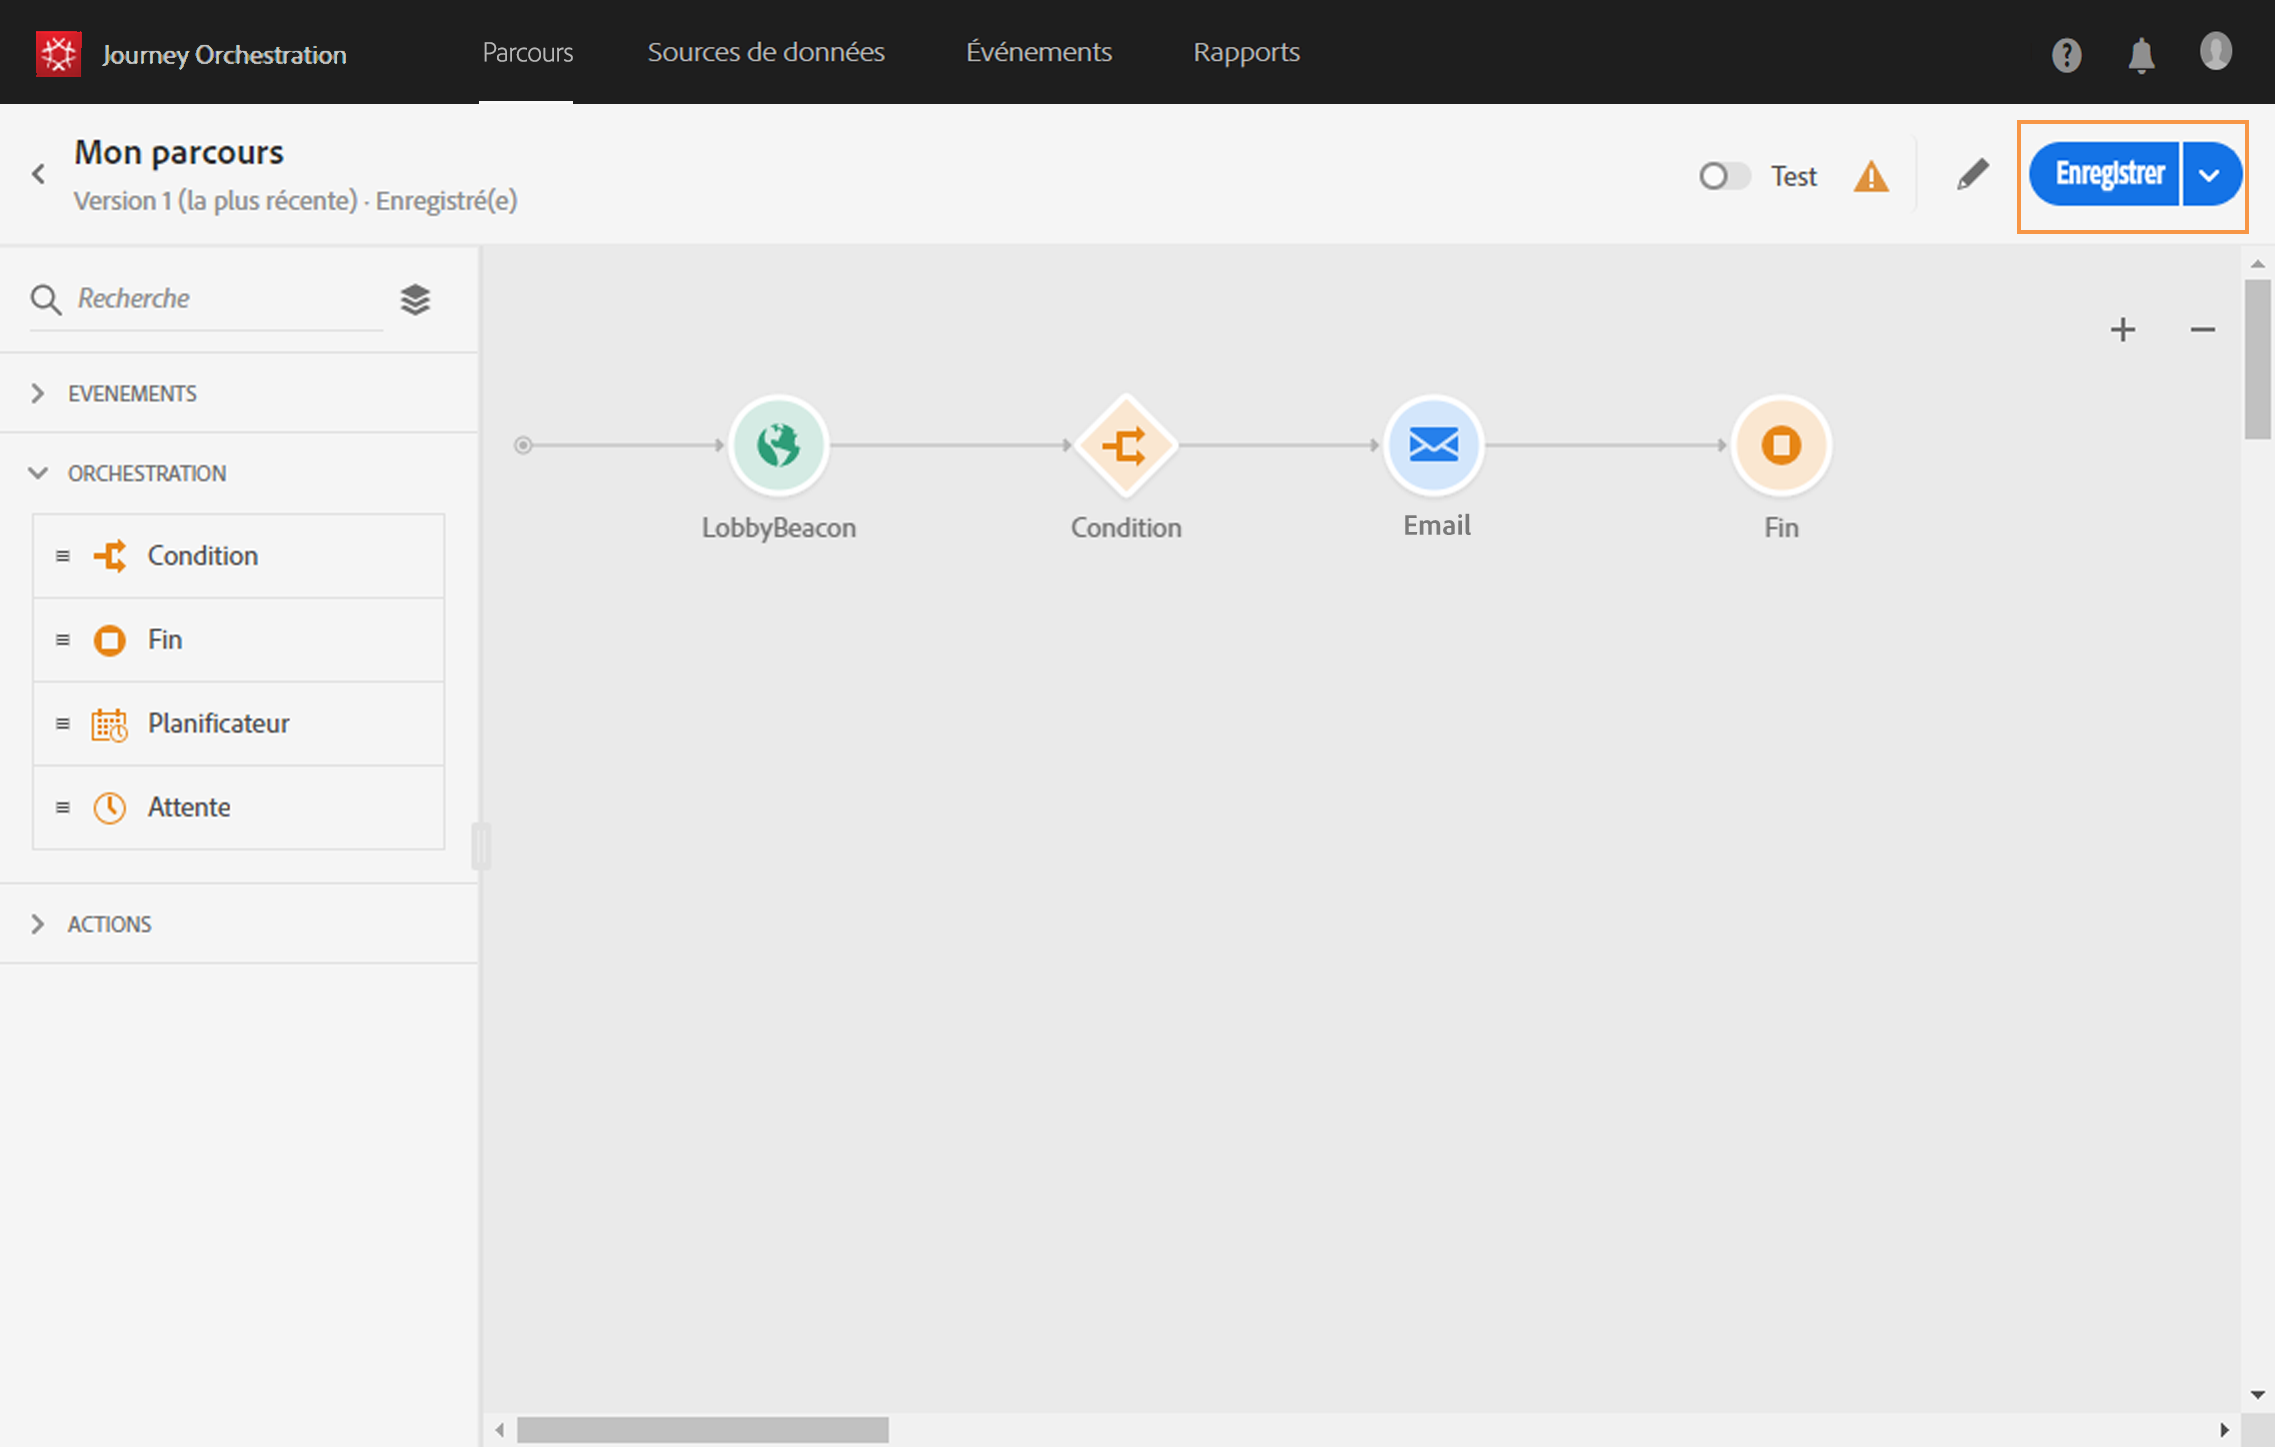 Journey Orchestration
Parcours
Sources de données
Événements
Rapports
Mon parcours
Version 1 (la plus récente) · Enregistré(e)
Test
Enregistrer
Recherche
EVENEMENTS
ORCHESTRATION
Condition
Fin
Planificateur
Attente
ACTIONS
LobbyBeacon
Condition
Email
Fin